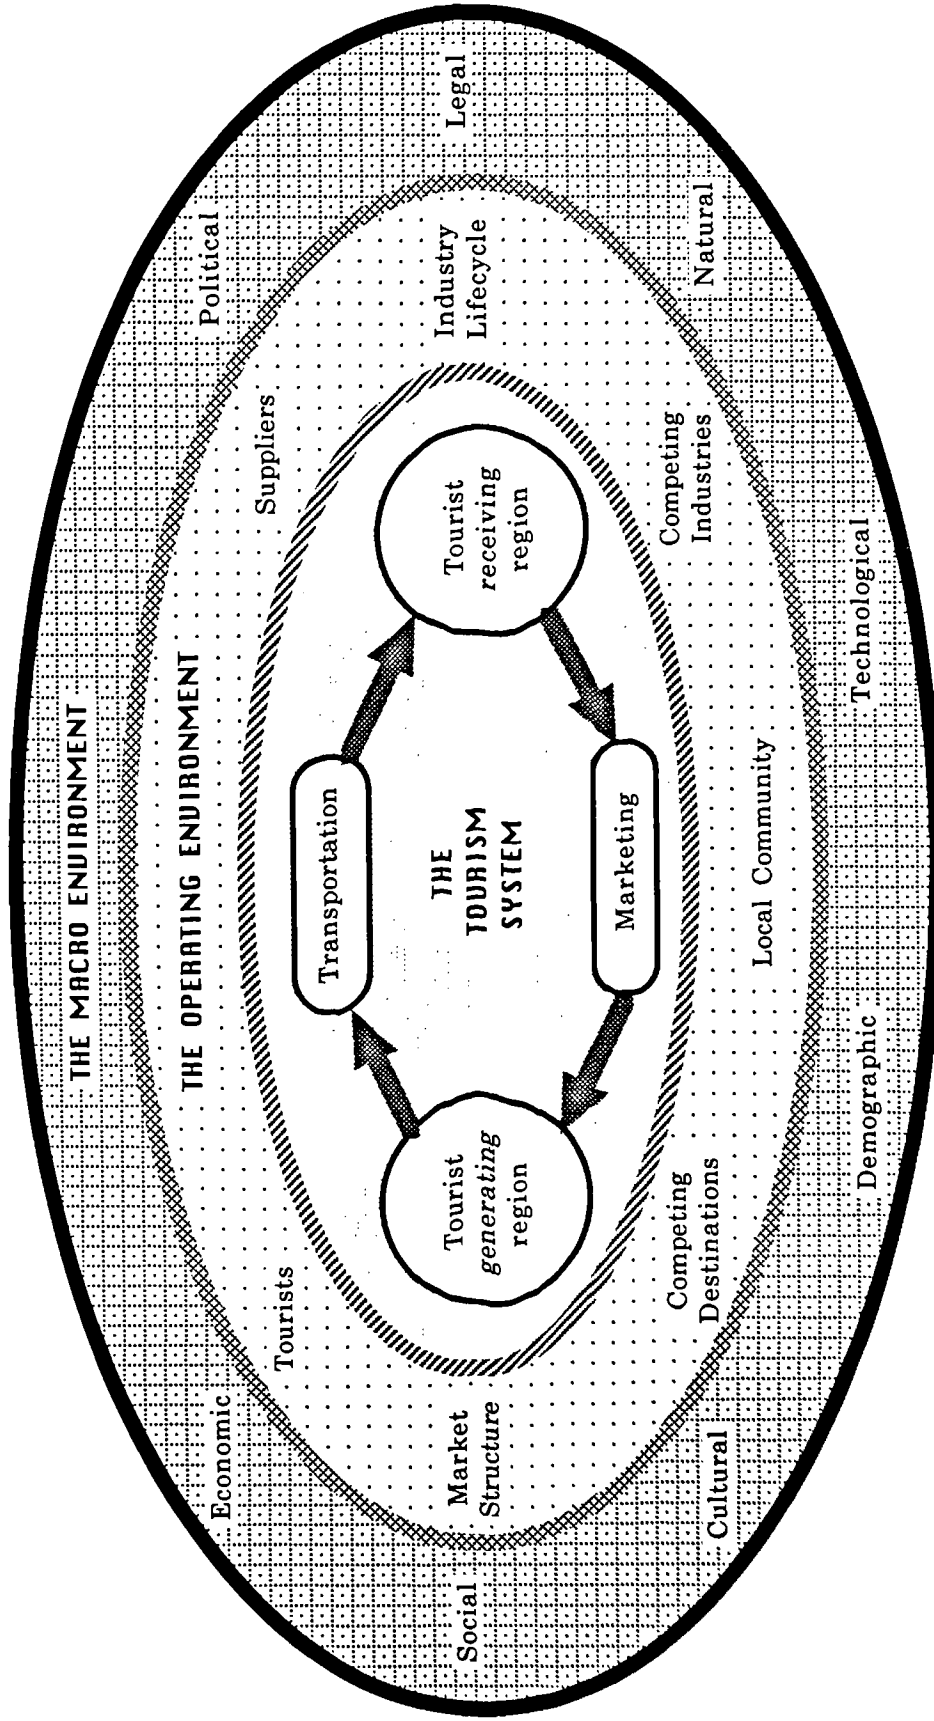 THE MACRO ENVIRONMENT
Economic
Political
Social
Legal
Cultural
Natural
Demographic
Technological
THE OPERATING ENVIRONMENT
Tourists
Suppliers
Market
Structure
Industry
Lifecycle
Competing
Destinations
Competing
Industries
Local Community
Transportation
Tourist
generating
region
THE
TOURISM
SYSTEM
Tourist
receiving
region
Marketing